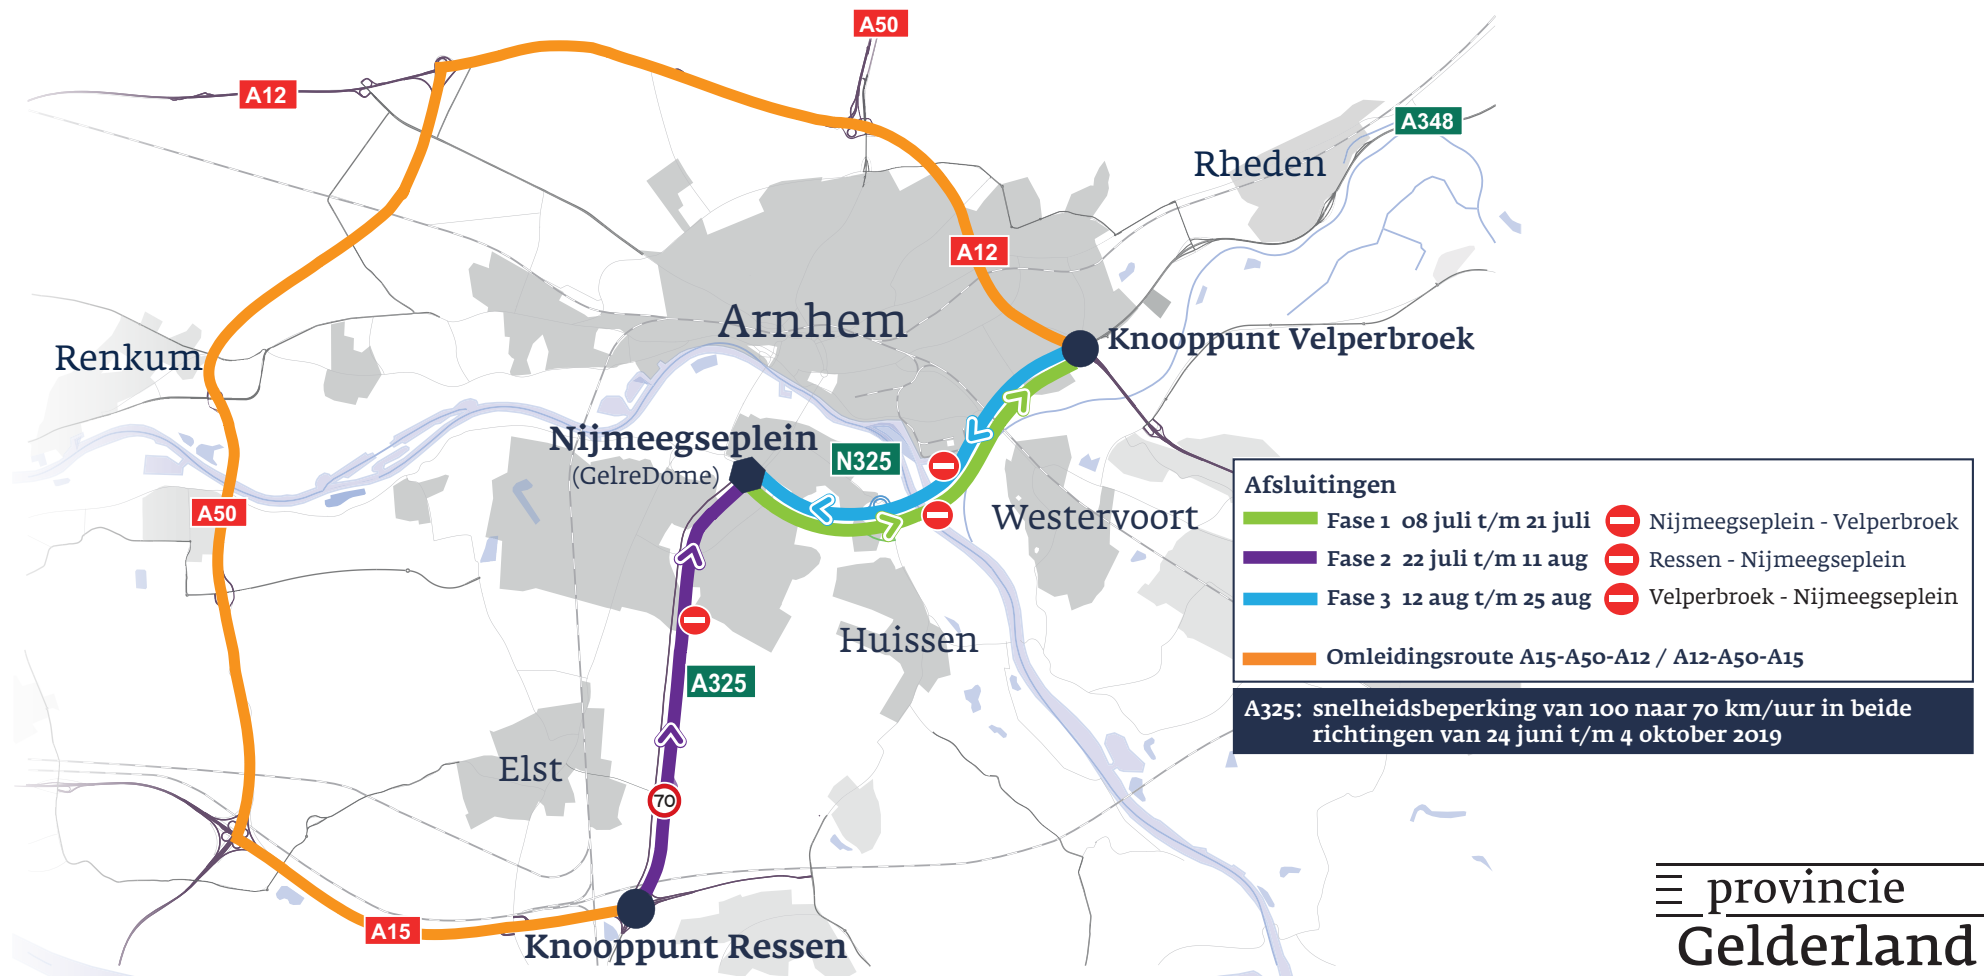 A50
A12
A348
Rheden
A12
Arnhem
Knooppunt Velperbroek
Renkum
Nijmeegseplein
(GelreDome)
N325
A50
Westervoort
Afsluitingen
Fase 1 08 juli t/m 21 juli Nijmeegseplein - Velperbroek
Fase 2 22 juli t/m 11 aug Ressen - Nijmeegseplein
Fase 3 12 aug t/m 25 aug Velperbroek - Nijmeegseplein
Omleidingsroute A15-A50-A12 / A12-A50-A15
A325: snelheidsbeperking van 100 naar 70 km/uur in beide
richtingen van 24 juni t/m 4 oktober 2019
Huissen
A325
Elst
70
A15
Knooppunt Ressen
provincie
Gelderland